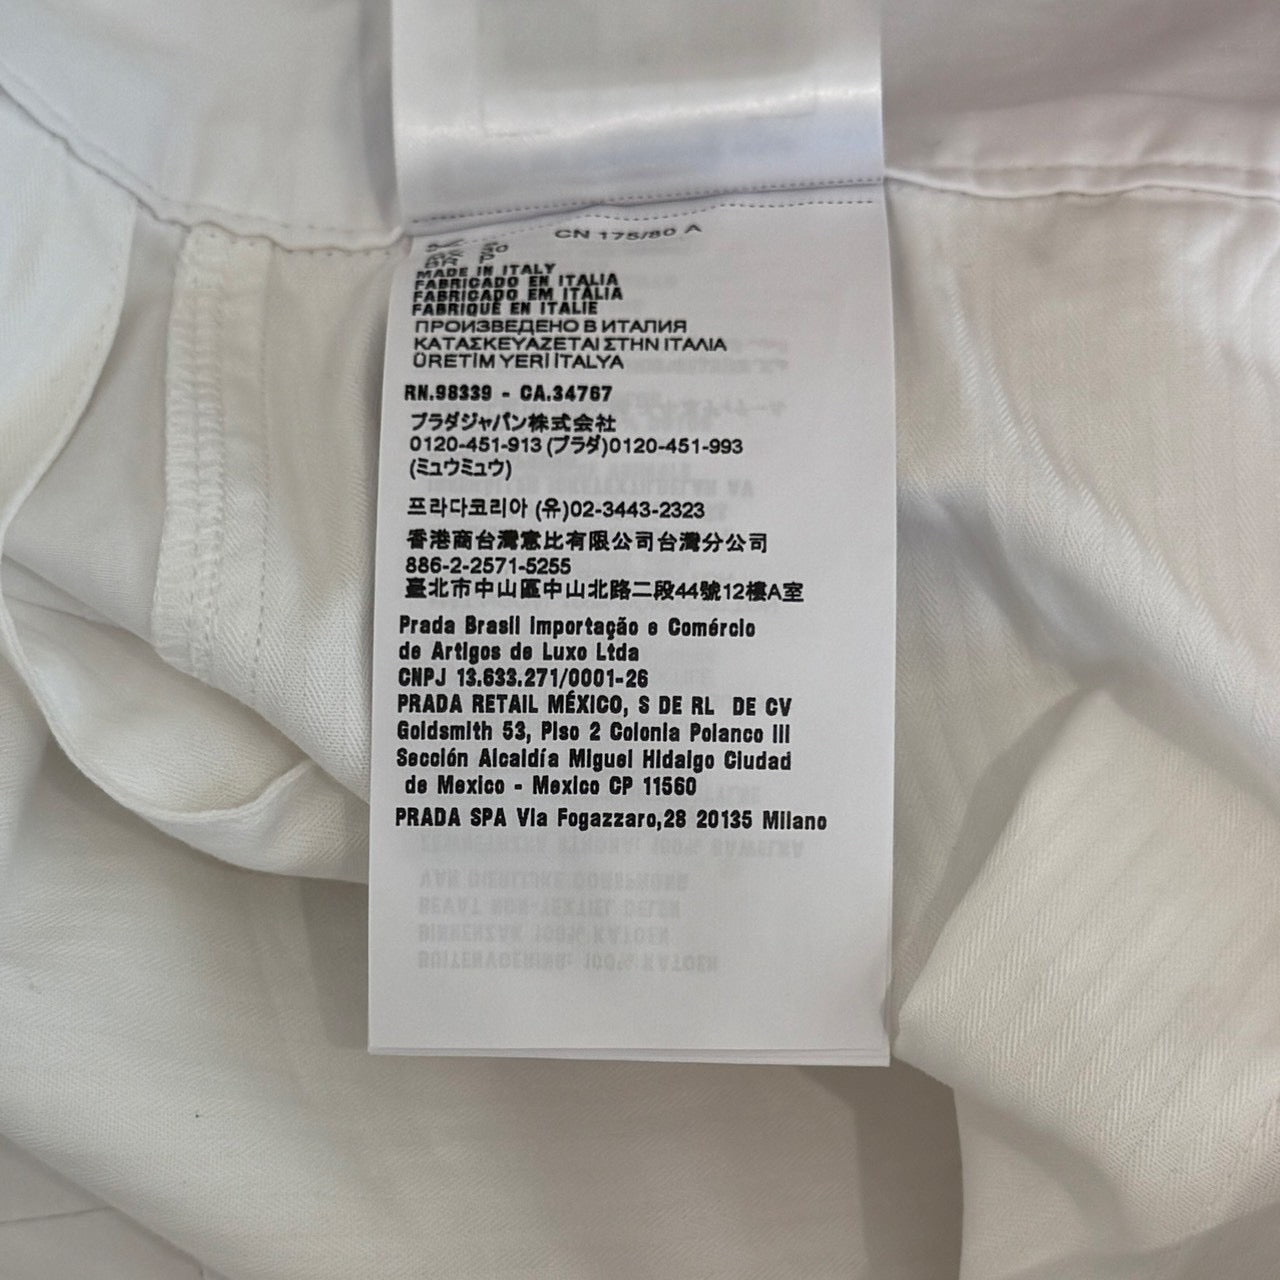 CN 175/80 A
BR P
MADE IN ITALY
FABRICADO EN ITALIA
FABRICADO EM ITÁLIA
FABRIQUÉ EN ITALIE
ПРОИЗВЕДЕНО В ИТАЛИЯ
ΚΑΤΑΣΚΕΥΑΖΕΤΑΙ ΣΤΗΝ ΙΤΑΛΙΑ
ÜRETİM YERİ İTALYA
RN.98339 - CA.34767
プラダジャパン株式会社
0120-451-913 (プラダ)0120-451-993
(ミュウミュウ)
프라다코리아 (유)02-3443-2323
香港商台灣意比有限公司台灣分公司
886-2-2571-5255
臺北市中山區中山北路二段44號12樓A室
Prada Brasil Importação e Comércio
de Artigos de Luxo Ltda
CNPJ 13.633.271/0001-26
PRADA RETAIL MÉXICO, S DE RL DE CV
Goldsmith 53, Piso 2 Colonia Polanco III
Sección Alcaldía Miguel Hidalgo Ciudad
de Mexico - Mexico CP 11560
PRADA SPA Via Fogazzaro,28 20135 Milano